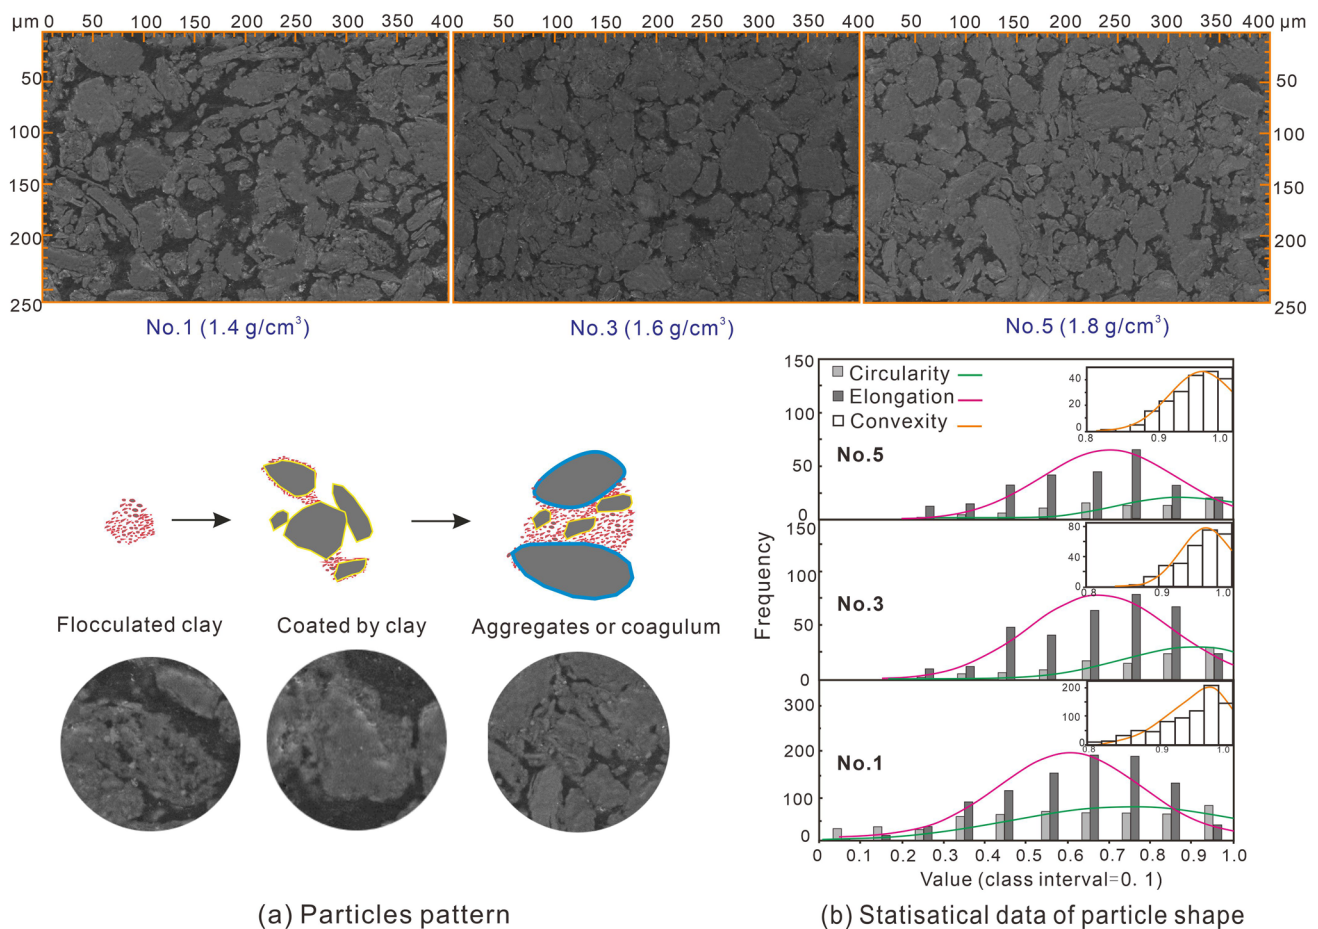 μm 0 50 100 150 200 250 300 350 400 50 100 150 200 250 300 350 400 50 100 150 200 250 300 350 400 μm
50 50
100 100
150 150
200 200
250 250
No.1 (1.4 g/cm³) No.3 (1.6 g/cm³) No.5 (1.8 g/cm³)
Flocculated clay Coated by clay Aggregates or coagulum
(a) Particles pattern
Frequency
150
100
50
0
Circularity
Elongation
Convexity
No.5
40
20
0
0.8 0.9 1.0
150
100
50
0
No.3
80
40
0
0.8 0.9 1.0
300
200
100
0
No.1
200
100
0
0.8 0.9 1.0
0 0.1 0.2 0.3 0.4 0.5 0.6 0.7 0.8 0.9 1.0
Value (class interval=0. 1)
(b) Statisatical data of particle shape